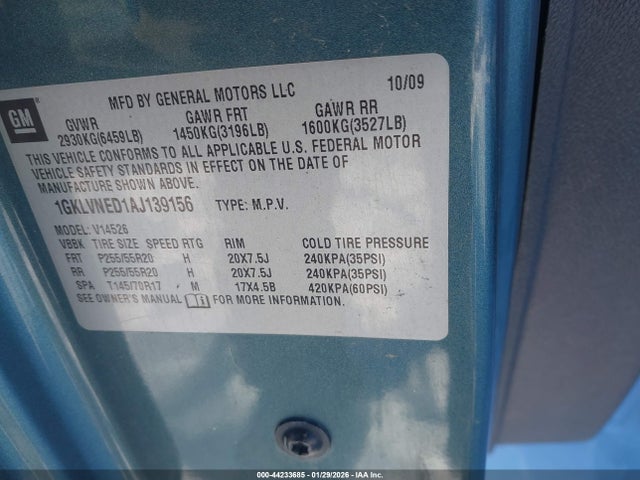 GM
MFD BY GENERAL MOTORS LLC 10/09
GVWR GAWR FRT GAWR RR
2930KG(6459LB) 1450KG(3196LB) 1600KG(3527LB)
THIS VEHICLE CONFORMS TO ALL APPLICABLE U.S. FEDERAL MOTOR
VEHICLE SAFETY STANDARDS IN EFFECT ON THE DATE OF
MANUFACTURE SHOWN ABOVE.
1GKLVNED1AJ139156 TYPE: M.P.V.
MODEL: V14526
VBBK TIRE SIZE SPEED RTG RIM COLD TIRE PRESSURE
FRT P255/55R20 H 20X7.5J 240KPA(35PSI)
RR P255/55R20 H 20X7.5J 240KPA(35PSI)
SPA T145/70R17 M 17X4.5B 420KPA(60PSI)
SEE OWNER'S MANUAL FOR MORE INFORMATION.
000-44233685 - 01/29/2026 - IAA Inc.